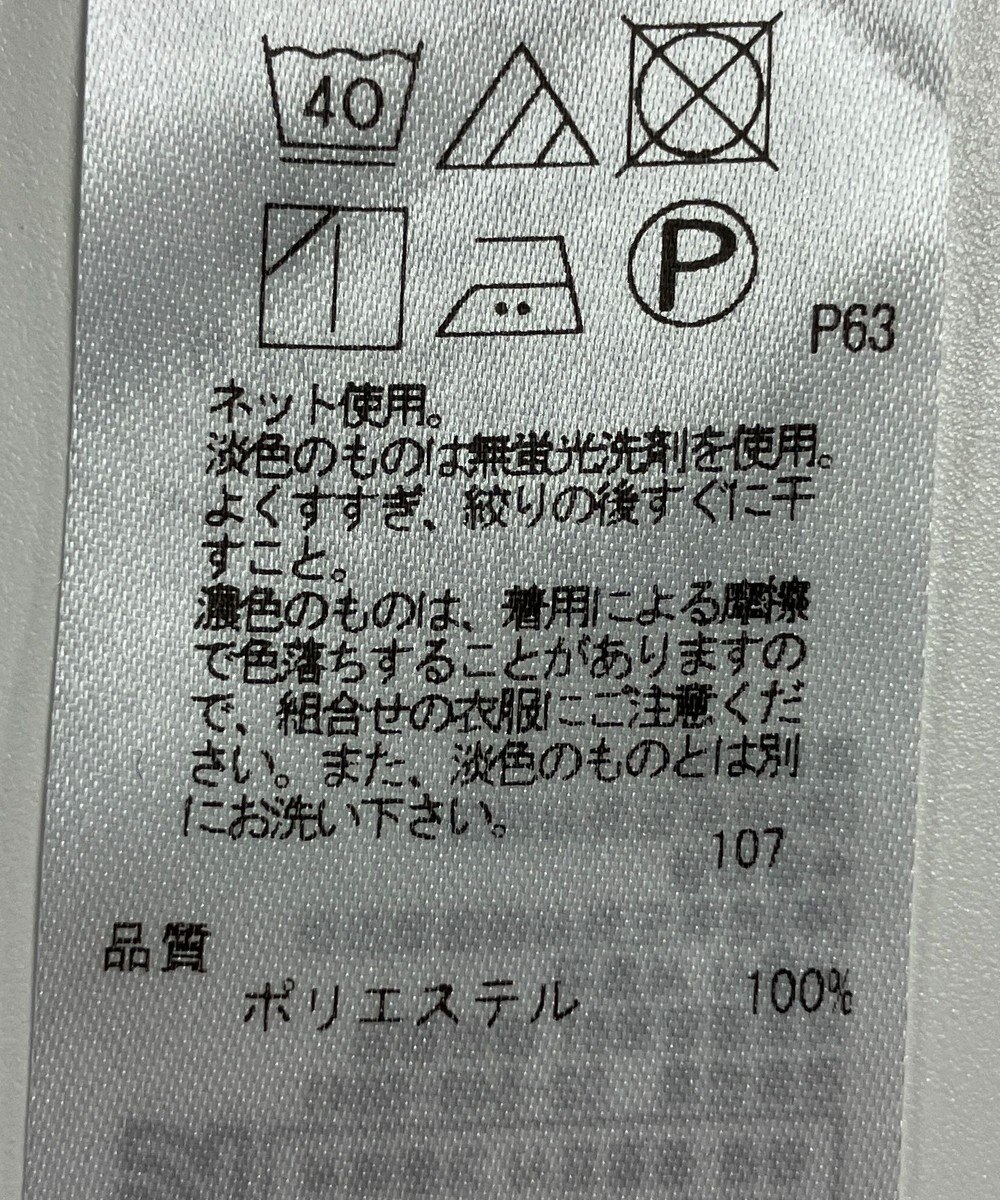 40
P
P63
ネット使用。
淡色のものは無蛍光洗剤を使用。
よくすすぎ、絞りの後すぐに干
すこと。
濃色のものは、着用による摩擦
で色落ちすることがありますの
で、組合せの衣服にご注意くだ
さい。また、淡色のものとは別
にお洗い下さい。
107
品質
ポリエステル 100%